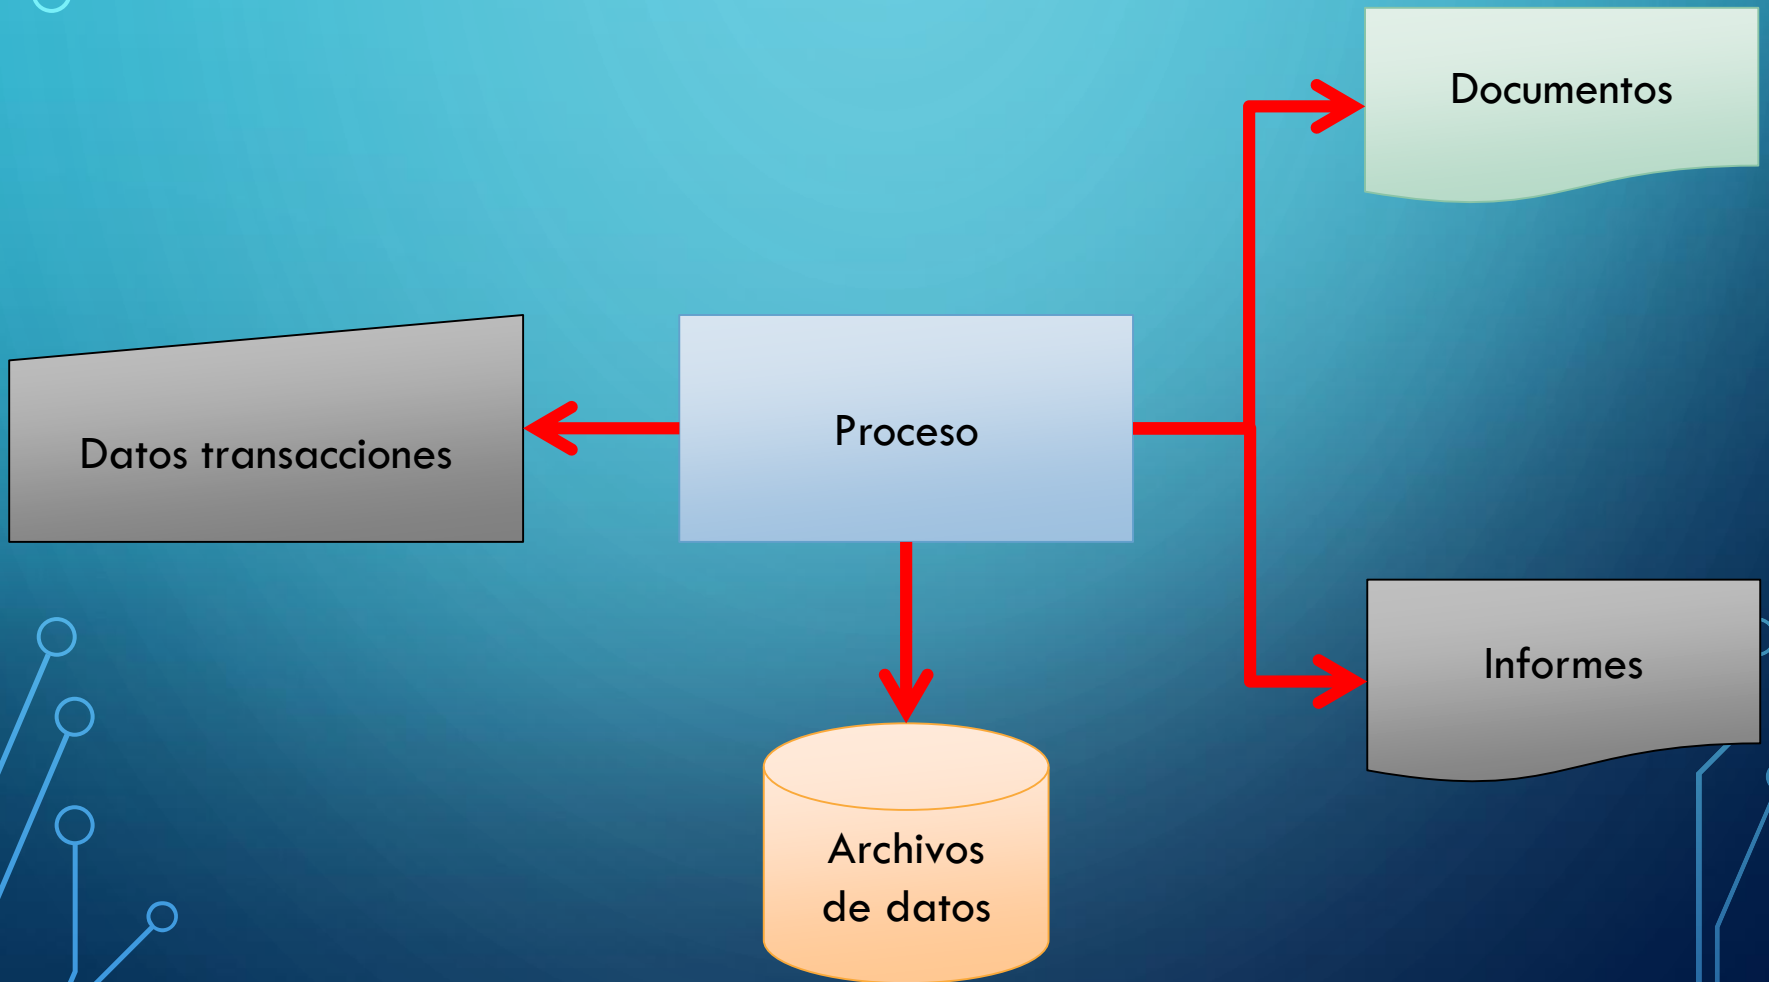 Documentos
Datos transacciones
Proceso
Informes
Archivos
de datos